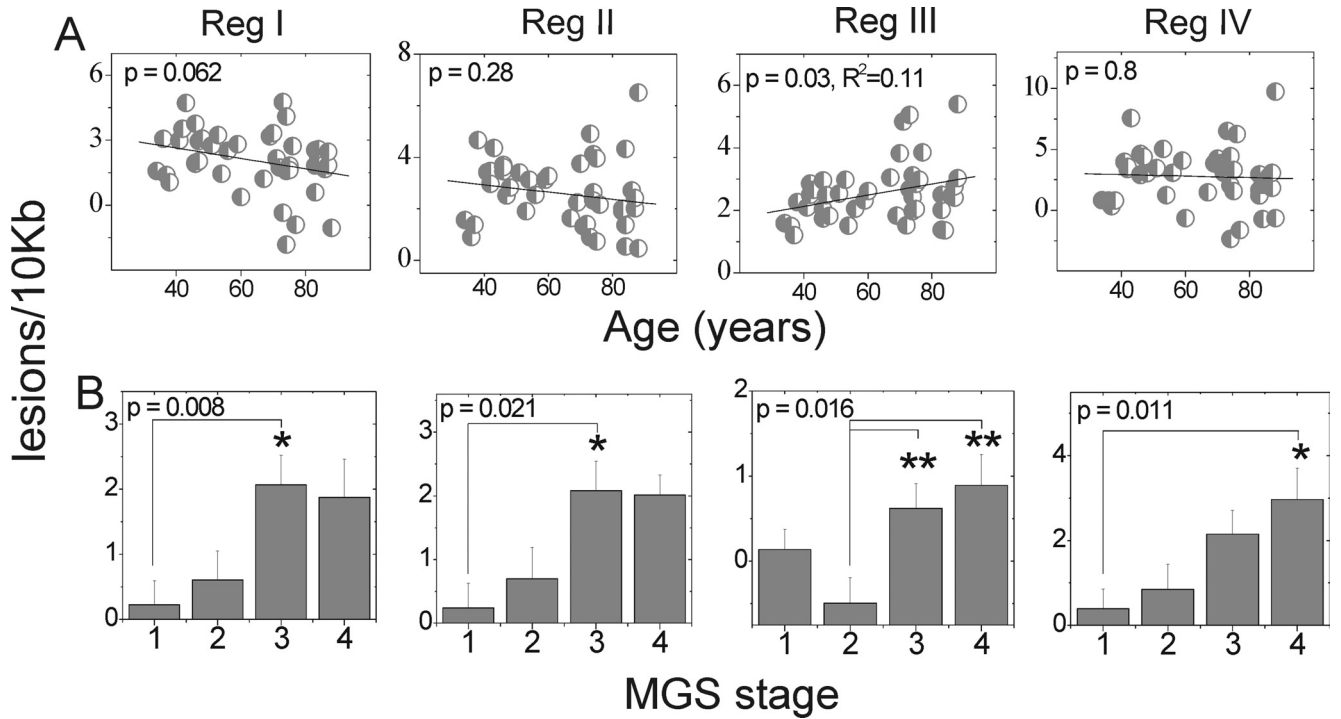 A
Reg I
Reg II
Reg III
Reg IV
p = 0.062
6
3
0
40 60 80
p = 0.28
8
4
0
40 60 80
p = 0.03, R²=0.11
6
4
2
0
40 60 80
p = 0.8
10
5
0
40 60 80
lesions/10Kb
Age (years)
B
p = 0.008
*
3
2
1
0
1 2 3 4
p = 0.021
*
3
2
1
0
1 2 3 4
p = 0.016
** **
2
1
0
1 2 3 4
p = 0.011
*
4
2
0
1 2 3 4
MGS stage